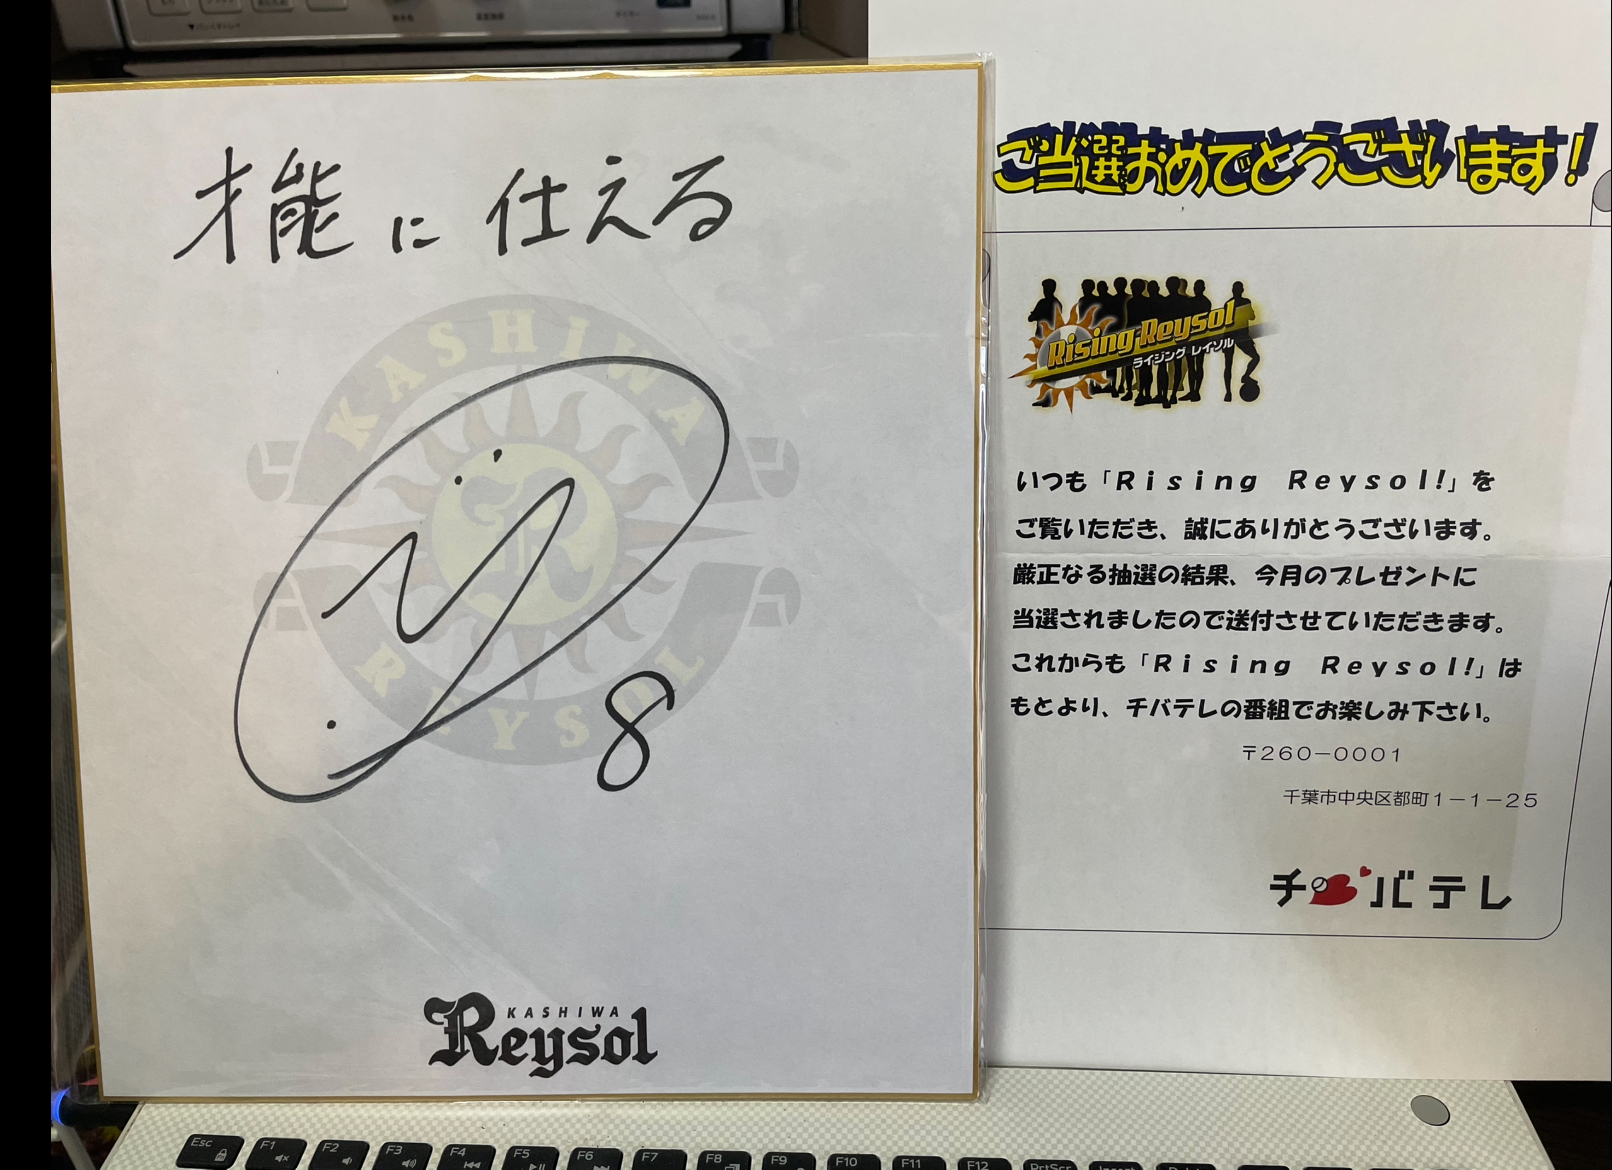 才能に仕える
KASHIWA
REYSOL
R
8
KASHIWA
Reysol
ご当選おめでとうございます!
Rising Reysol
ライジング レイソル
いつも「Rising Reysol!」を
ご覧いただき、誠にありがとうございます。
厳正なる抽選の結果、今月のプレゼントに
当選されましたので送付させていただきます。
これからも「Rising Reysol!」は
もとより、チバテレの番組でお楽しみ下さい。
〒260-0001
千葉市中央区都町1-1-25
チバテレ
Esc
F1
F2
F3
F4
F5
F6
F7
F8
F9
F10
F11
F12
PrtScr
Insert